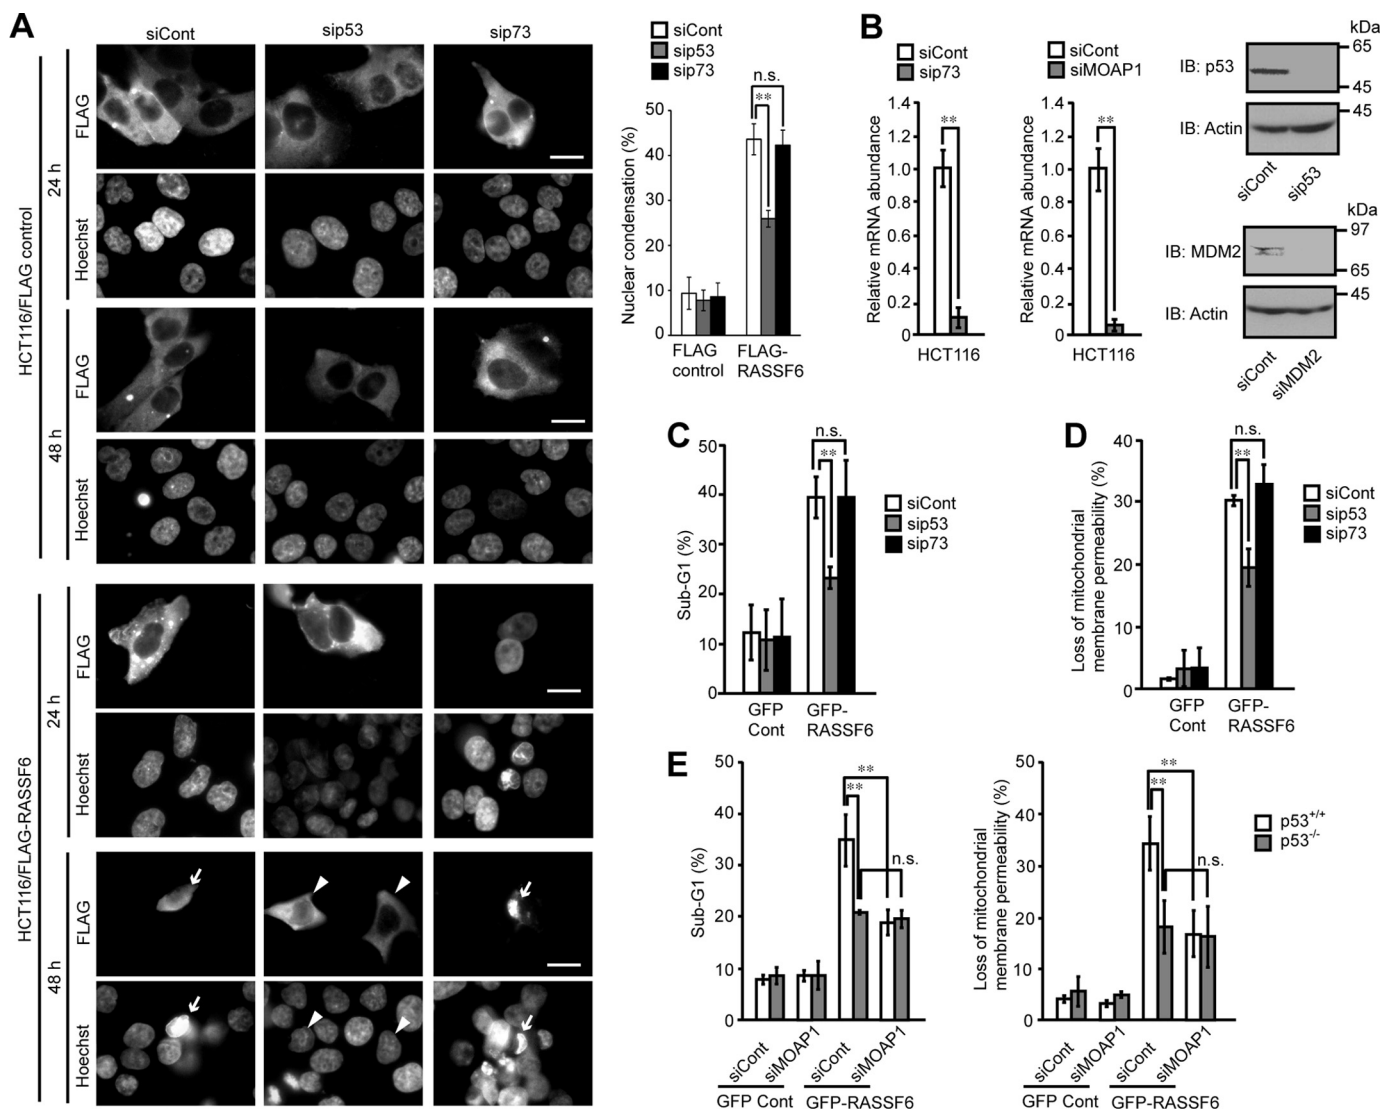 A
siCont
sip53
sip73
HCT116/FLAG control
24 h
FLAG
Hoechst
48 h
FLAG
Hoechst
HCT116/FLAG-RASSF6
24 h
FLAG
Hoechst
48 h
FLAG
Hoechst
siCont
sip53
sip73
n.s.
**
Nuclear condensation (%)
50
40
30
20
10
0
FLAG control
FLAG-RASSF6
B
siCont
sip73
**
Relative mRNA abundance
1.4
1.2
1.0
0.8
0.6
0.4
0.2
0
HCT116
siCont
siMOAP1
**
Relative mRNA abundance
1.4
1.2
1.0
0.8
0.6
0.4
0.2
0
HCT116
kDa
IB: p53
65
45
IB: Actin
45
siCont
sip53
kDa
IB: MDM2
97
65
IB: Actin
45
siCont
siMDM2
C
n.s.
**
Sub-G1 (%)
50
40
30
20
10
0
GFP Cont
GFP-RASSF6
siCont
sip53
sip73
D
n.s.
**
Loss of mitochondrial
membrane permeability (%)
40
30
20
10
0
GFP Cont
GFP-RASSF6
siCont
sip53
sip73
E
**
**
n.s.
Sub-G1 (%)
50
40
30
20
10
0
siCont
siMOAP1
siCont
siMOAP1
GFP Cont
GFP-RASSF6
**
**
n.s.
Loss of mitochondrial
membrane permeability (%)
50
40
30
20
10
0
siCont
siMOAP1
siCont
siMOAP1
GFP Cont
GFP-RASSF6
p53+/+
p53-/-